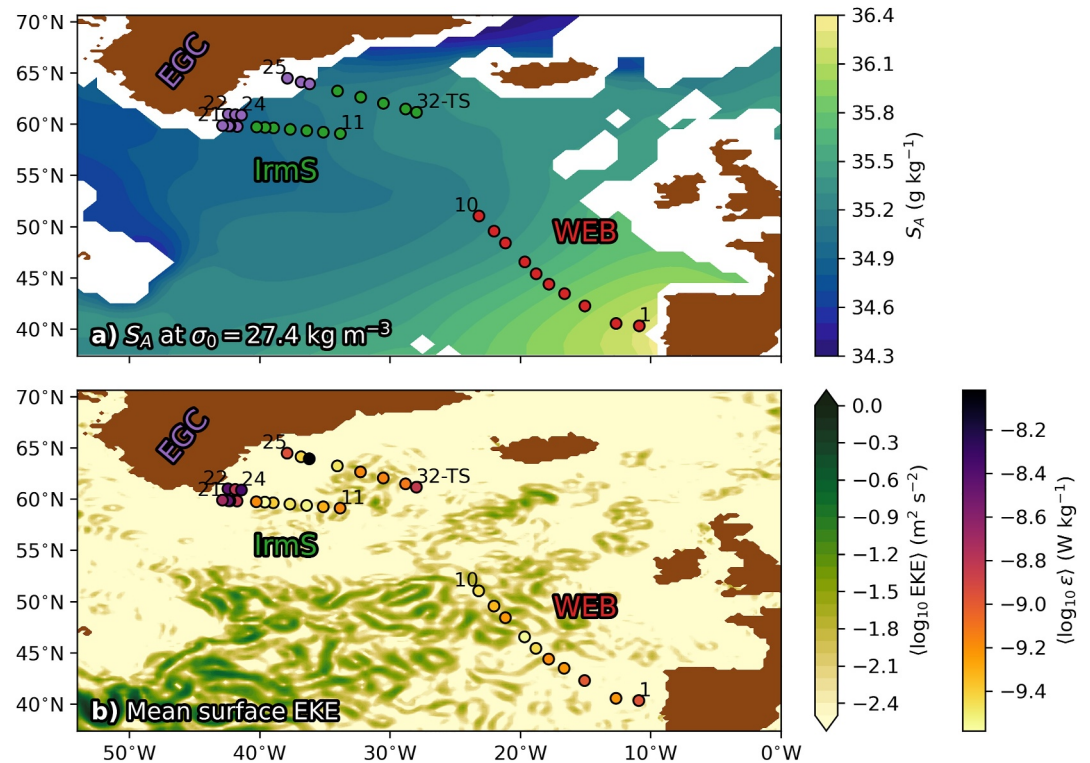 70°N
65°N
60°N
55°N
50°N
45°N
40°N
EGC
25
22
24
21
32-TS
11
IrmS
10
WEB
1
a) S_A at σ₀ = 27.4 kg m⁻³
36.4
36.1
35.8
35.5
35.2
34.9
34.6
34.3
S_A (g kg⁻¹)
70°N
65°N
60°N
55°N
50°N
45°N
40°N
EGC
25
22
24
21
32-TS
11
IrmS
10
WEB
1
b) Mean surface EKE
50°W
40°W
30°W
20°W
10°W
0°W
0.0
−0.3
−0.6
−0.9
−1.2
−1.5
−1.8
−2.1
−2.4
⟨log₁₀ EKE⟩ (m² s⁻²)
−8.2
−8.4
−8.6
−8.8
−9.0
−9.2
−9.4
⟨log₁₀ ε⟩ (W kg⁻¹)